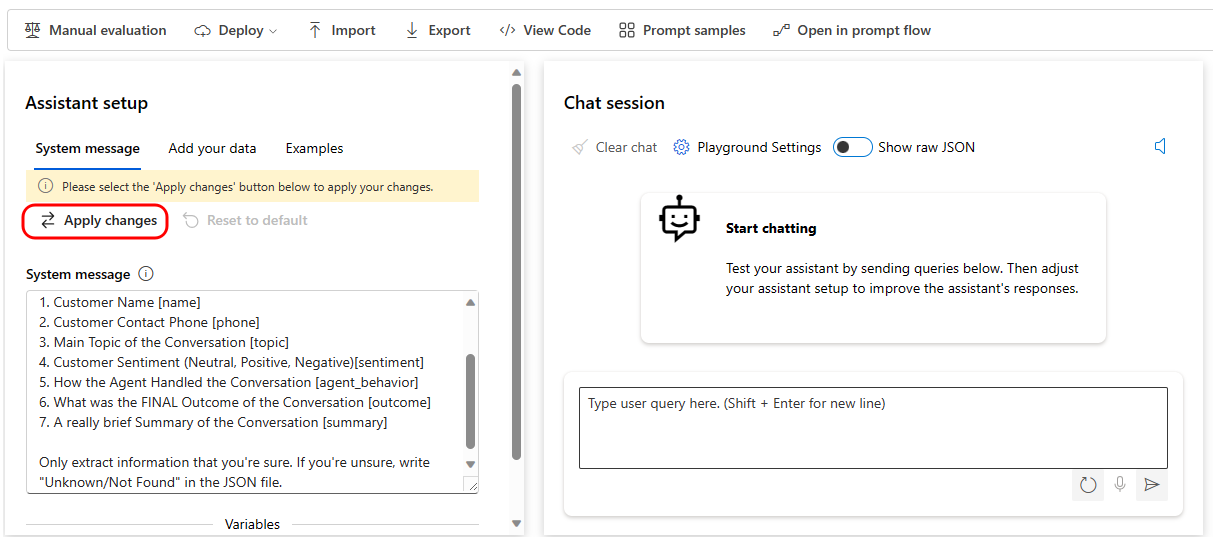 Manual evaluation Deploy Import Export </> View Code Prompt samples Open in prompt flow
Assistant setup
System message Add your data Examples
Please select the 'Apply changes' button below to apply your changes.
Apply changes Reset to default
System message
1. Customer Name [name]
2. Customer Contact Phone [phone]
3. Main Topic of the Conversation [topic]
4. Customer Sentiment (Neutral, Positive, Negative)[sentiment]
5. How the Agent Handled the Conversation [agent_behavior]
6. What was the FINAL Outcome of the Conversation [outcome]
7. A really brief Summary of the Conversation [summary]
Only extract information that you're sure. If you're unsure, write
"Unknown/Not Found" in the JSON file.
Variables
Chat session
Clear chat Playground Settings Show raw JSON
Start chatting
Test your assistant by sending queries below. Then adjust
your assistant setup to improve the assistant's responses.
Type user query here. (Shift + Enter for new line)